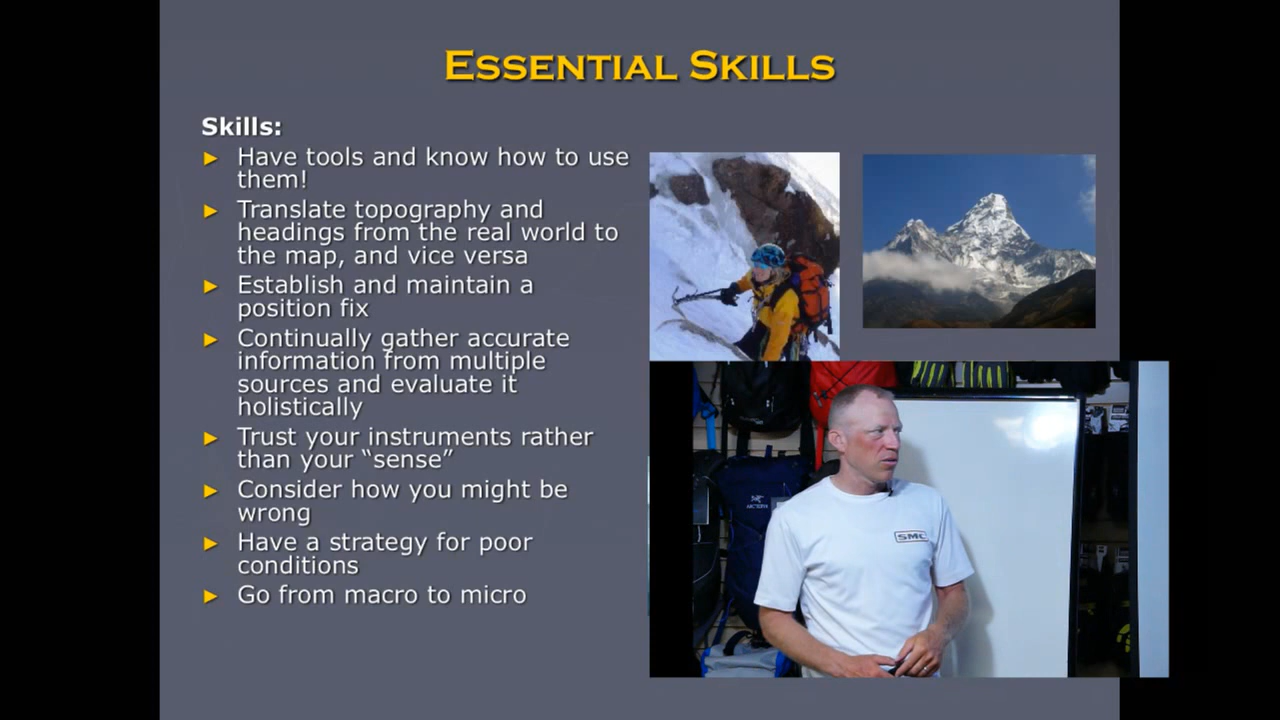 Essential Skills
Skills:
► Have tools and know how to use
them!
► Translate topography and
headings from the real world to
the map, and vice versa
► Establish and maintain a
position fix
► Continually gather accurate
information from multiple
sources and evaluate it
holistically
► Trust your instruments rather
than your “sense”
► Consider how you might be
wrong
► Have a strategy for poor
conditions
► Go from macro to micro
ARC'TERYX
SMC